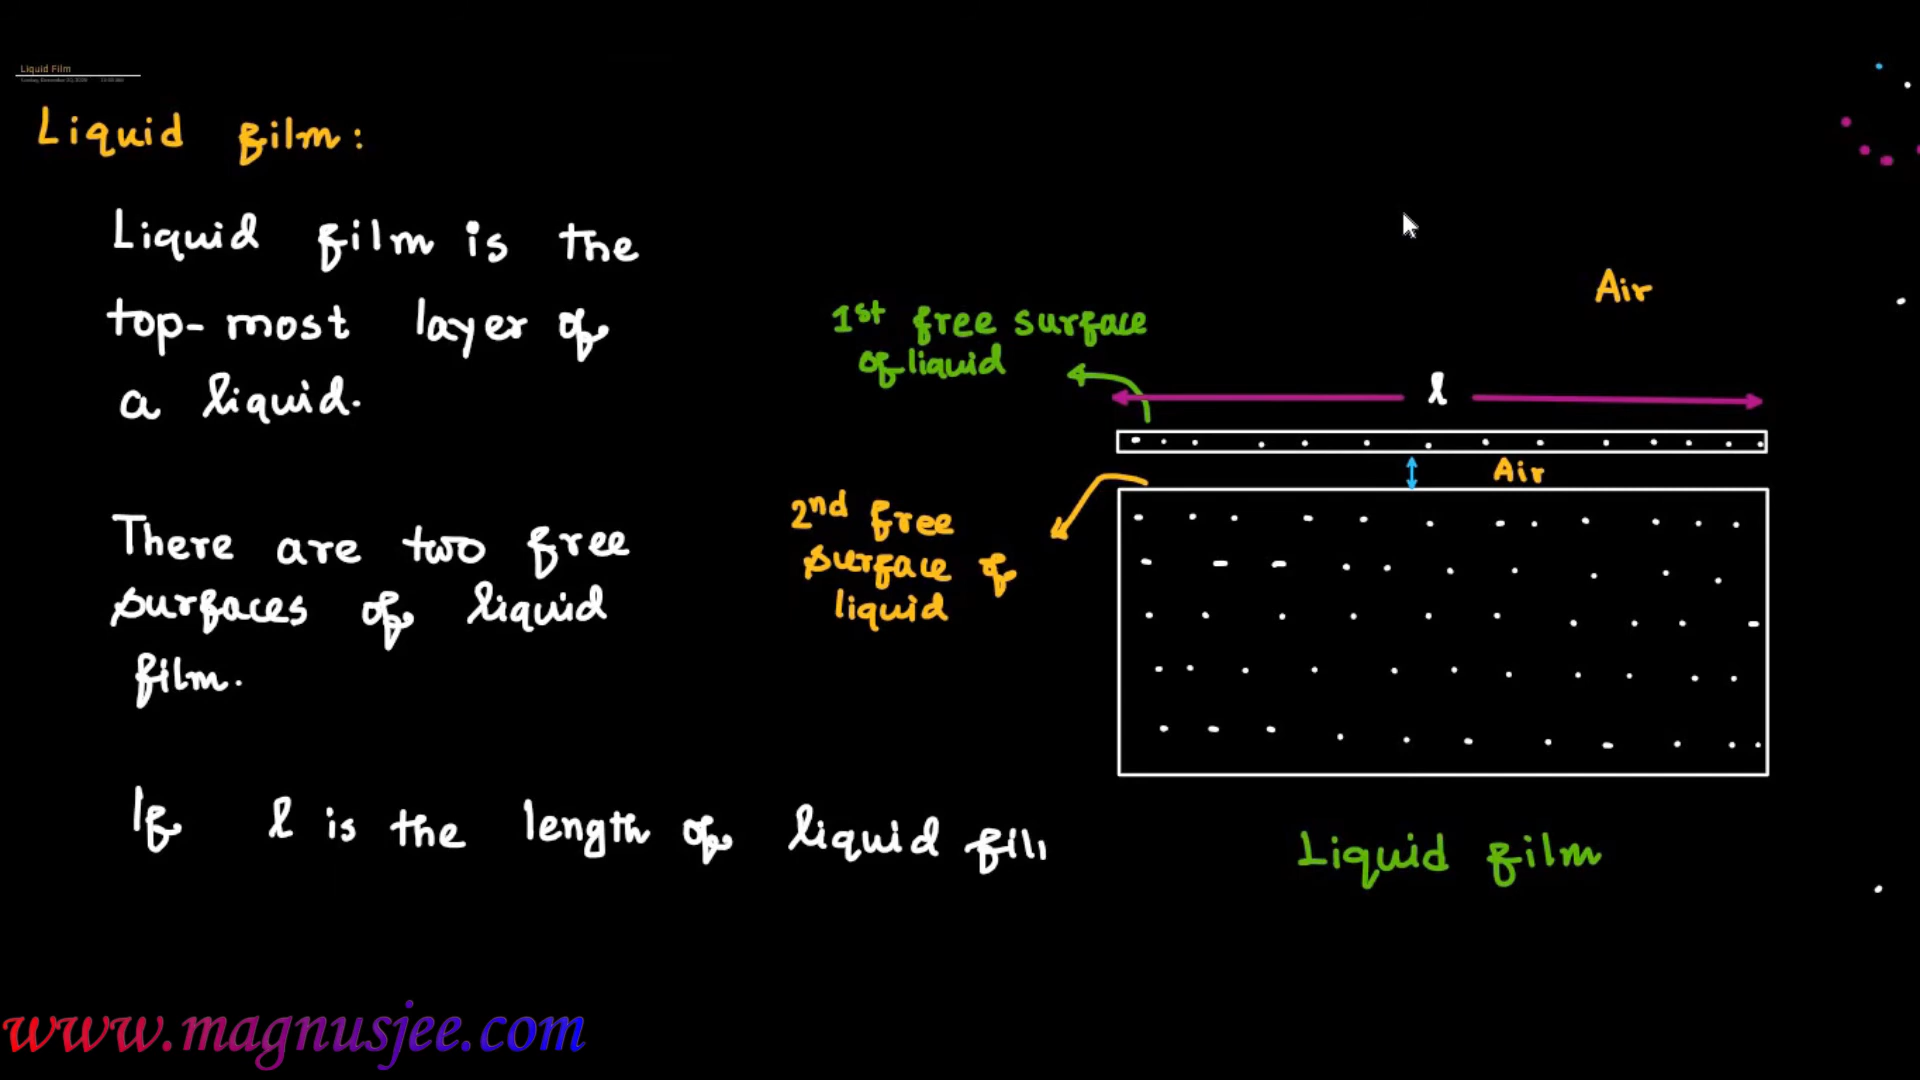 Liquid Film
Liquid film:
Liquid film is the
top-most layer of
a liquid.
There are two free
surfaces of liquid
film.
If l is the length of liquid
1st free surface
of liquid
2nd free
surface of
liquid
Air
l
Air
Liquid film
www.magnusjee.com